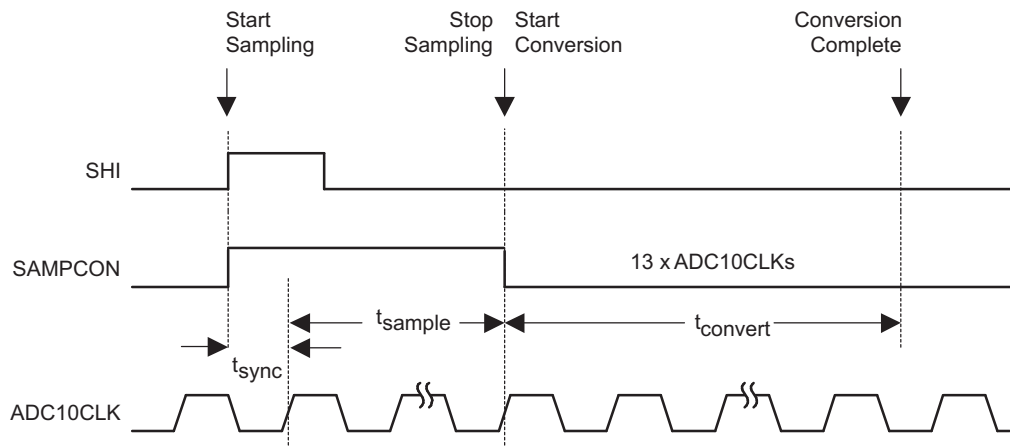 Start
Sampling
Stop
Sampling
Start
Conversion
Conversion
Complete
SHI
SAMPCON
13 x ADC10CLKs
tsample
tconvert
tsync
ADC10CLK